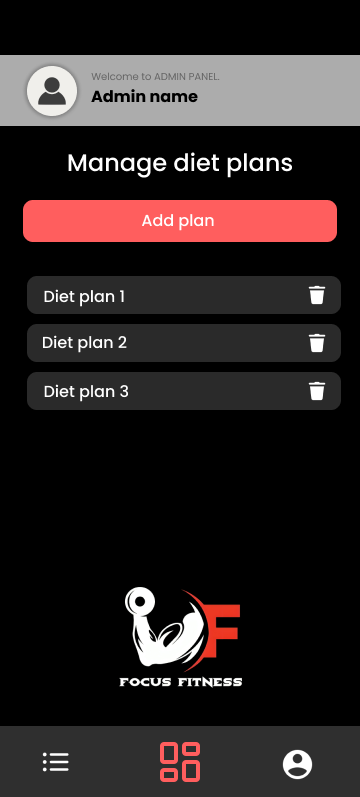 Welcome to ADMIN PANEL.
Admin name
Manage diet plans
Add plan
Diet plan 1
Diet plan 2
Diet plan 3
F
FOCUS FITNESS